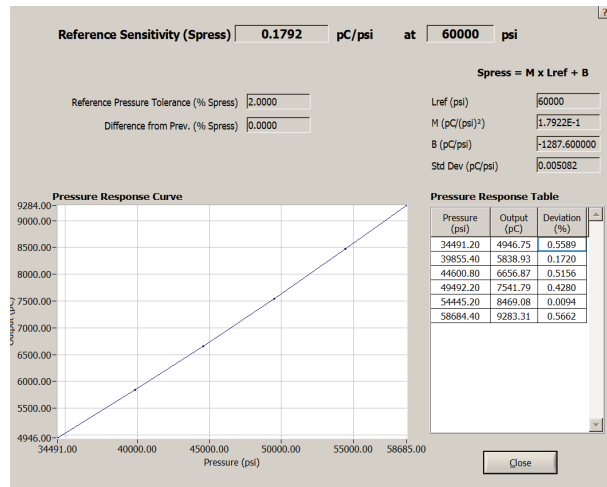 ?
Reference Sensitivity (Spress) 0.1792 pC/psi at 60000 psi
Spress = M x Lref + B
Reference Pressure Tolerance (% Spress) 2.0000
Difference from Prev. (% Spress) 0.0000
Lref (psi) 60000
M (pC/(psi)²) 1.7922E-1
B (pC/psi) -1287.600000
Std Dev (pC/psi) 0.005082
Pressure Response Curve
9284.00
9000.00
8500.00
8000.00
7500.00
7000.00
6500.00
6000.00
5500.00
4946.00
Output (pC)
34491.00 40000.00 45000.00 50000.00 55000.00 58685.00
Pressure (psi)
Pressure Response Table
Pressure (psi) Output (pC) Deviation (%)
34491.20 4946.75 0.5589
39855.40 5838.93 0.1720
44600.80 6656.87 0.5156
49492.20 7541.79 0.4280
54445.20 8469.08 0.0094
58684.40 9283.31 0.5662
Close